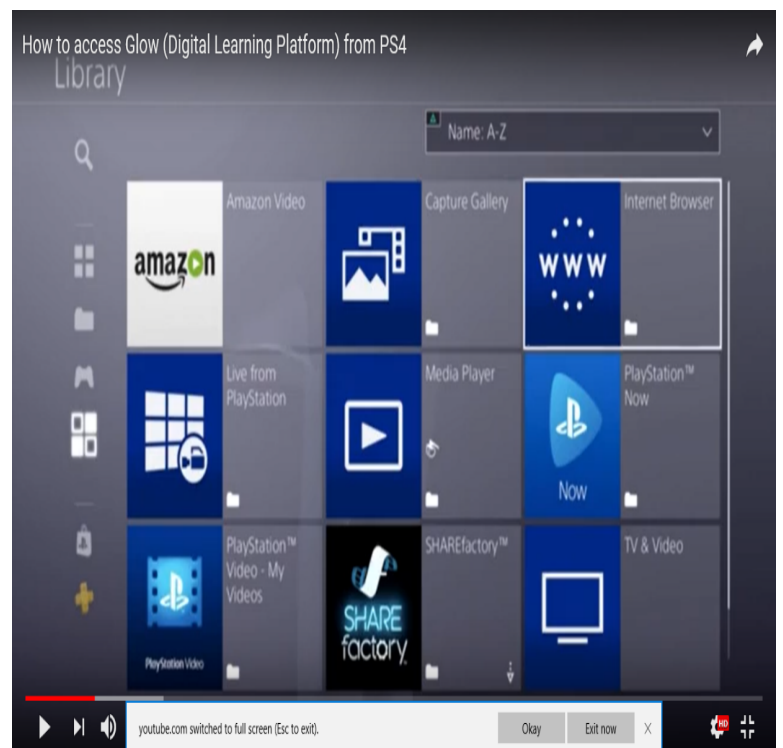 How to access Glow (Digital Learning Platform) from PS4
Library
Name: A-Z
Amazon Video
amazon
Capture Gallery
Internet Browser
WWW
Live from
PlayStation
Media Player
PlayStation™
Now
Now
PlayStation™
Video - My
Videos
PlayStation Video
SHAREfactory™
SHARE
factory
TV & Video
youtube.com switched to full screen (Esc to exit).
Okay
Exit now
HD